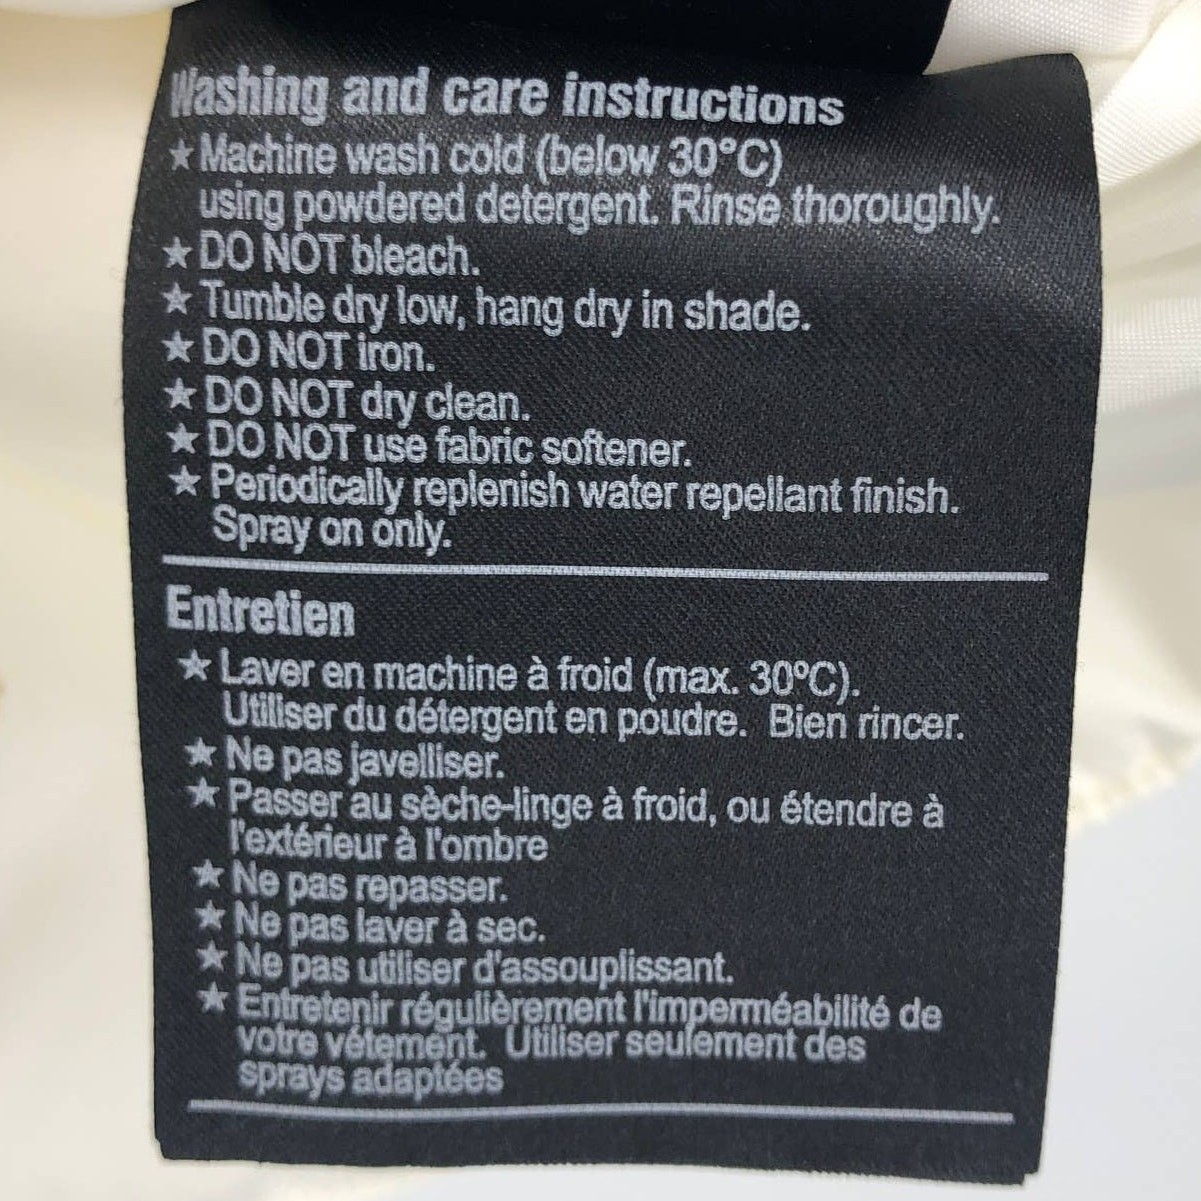 Washing and care instructions
★ Machine wash cold (below 30°C)
using powdered detergent. Rinse thoroughly.
★ DO NOT bleach.
★ Tumble dry low, hang dry in shade.
★ DO NOT iron.
★ DO NOT dry clean.
★ DO NOT use fabric softener.
★ Periodically replenish water repellant finish.
Spray on only.
Entretien
★ Laver en machine à froid (max. 30ºC).
Utiliser du détergent en poudre. Bien rincer.
★ Ne pas javelliser.
★ Passer au sèche-linge à froid, ou étendre à
l'extérieur à l'ombre
★ Ne pas repasser.
★ Ne pas laver à sec.
★ Ne pas utiliser d'assouplissant.
★ Entretenir régulièrement l'imperméabilité de
votre vétement. Utiliser seulement des
sprays adaptées